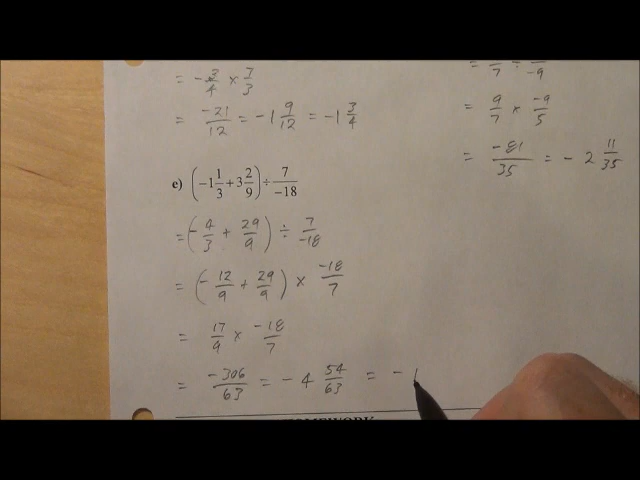 = -3/4 × 7/3
= -21/12 = -1 9/12 = -1 3/4
e) (-1 1/3 + 3 2/9) ÷ 7/-18
= (-4/3 + 29/9) ÷ 7/-18
= (-12/9 + 29/9) × -18/7
= 17/9 × -18/7
= -306/63 = -4 54/63 = -
= 9/7 × -9/5
= -81/35 = -2 11/35